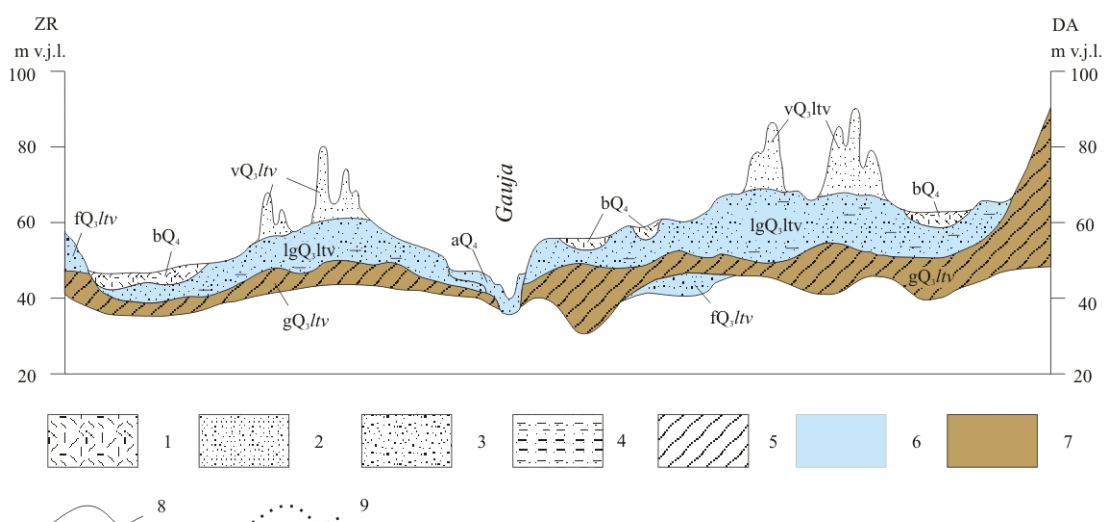 ZR
DA
m v.j.l.
m v.j.l.
100
100
80
80
60
60
40
40
20
20
fQ₃ltv
bQ₄
vQ₃ltv
lgQ₃ltv
gQ₃ltv
aQ₄
Gauja
bQ₄
vQ₃ltv
lgQ₃ltv
fQ₃ltv
bQ₄
gQ₃ltv
1
2
3
4
5
6
7
8
9